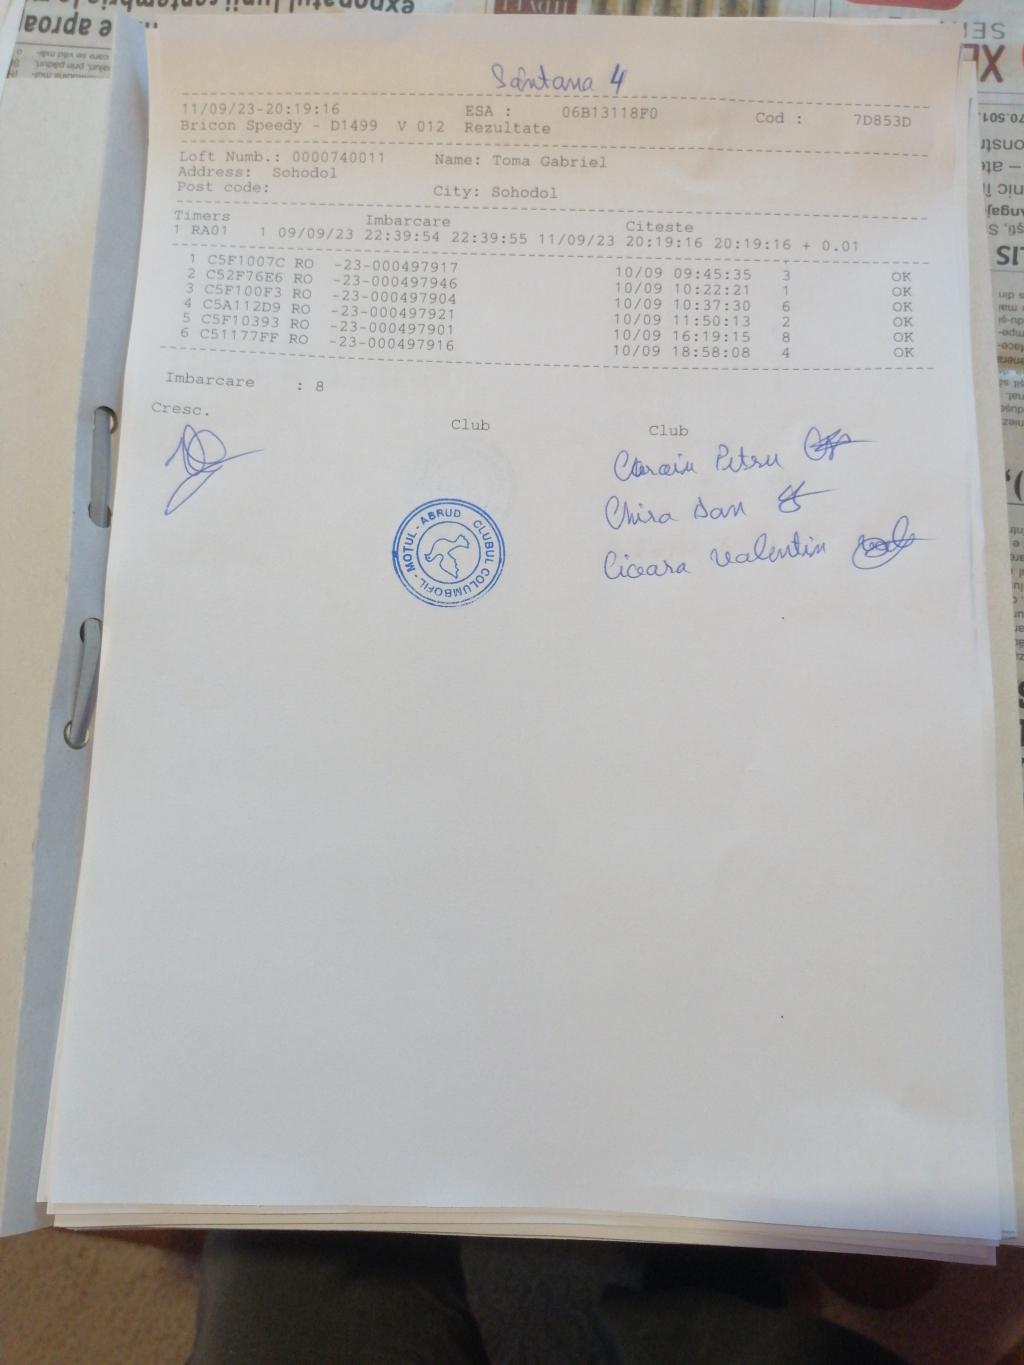 Sântana 4
11/09/23-20:19:16 ESA : 06B13118F0 Cod : 7D853D
Bricon Speedy - D1499 V 012 Rezultate
Loft Numb.: 0000740011 Name: Toma Gabriel
Address: Sohodol
Post code: City: Sohodol
Timers Imbarcare Citeste
1 RA01 1 09/09/23 22:39:54 22:39:55 11/09/23 20:19:16 20:19:16 + 0.01
1 C5F1007C RO -23-000497917 10/09 09:45:35 3 OK
2 C52F76E6 RO -23-000497946 10/09 10:22:21 1 OK
3 C5F100F3 RO -23-000497904 10/09 10:37:30 6 OK
4 C5A112D9 RO -23-000497921 10/09 11:50:13 2 OK
5 C5F10393 RO -23-000497901 10/09 16:19:15 8 OK
6 C51177FF RO -23-000497916 10/09 18:58:08 4 OK
Imbarcare : 8
Cresc. Club Club
Petru
Chira Dan
Ciceara Valentin
CLUBUL COLUMBOFIL - MOTUL - ABRUD